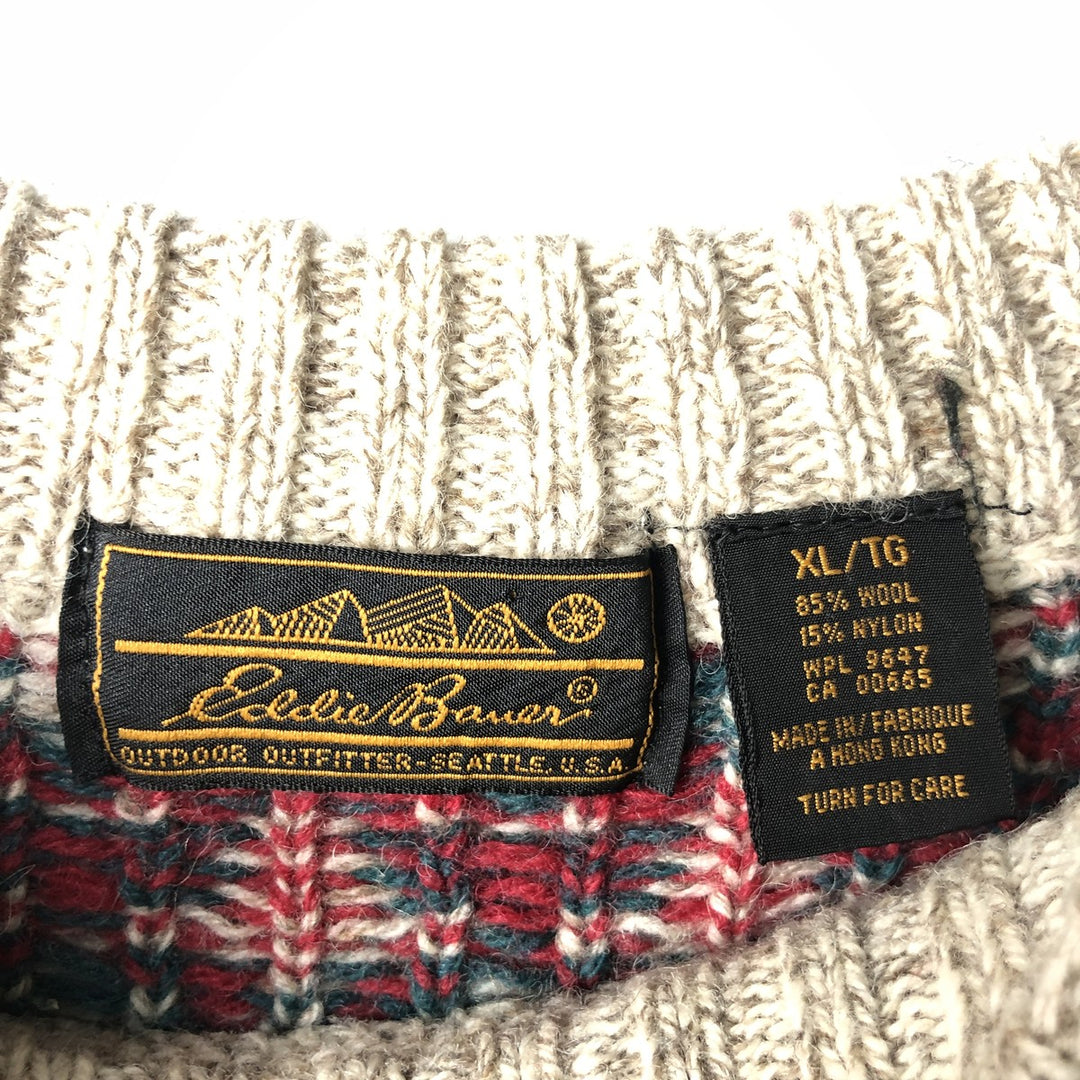 Eddie Bauer®
OUTDOOR OUTFITTER-SEATTLE, U.S.A.
XL/TG
85% WOOL
15% NYLON
WPL 9647
CA 00665
MADE IN/FABRIQUE
A HONG KONG
TURN FOR CARE